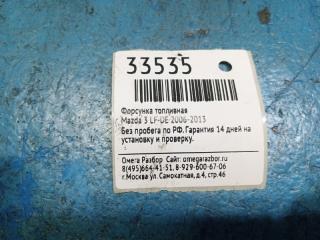 33535
Форсунка топливная
Mazda 3 LF-DE 2006-2013
Без пробега по РФ.Гарантия 14 дней на
установку и проверку.
Омега Разбор Сайт: omegarazbor.ru
8(495)664-41-51, 8-929-600-67-06
г.Москва ул. Самокатная, д.4, стр.46